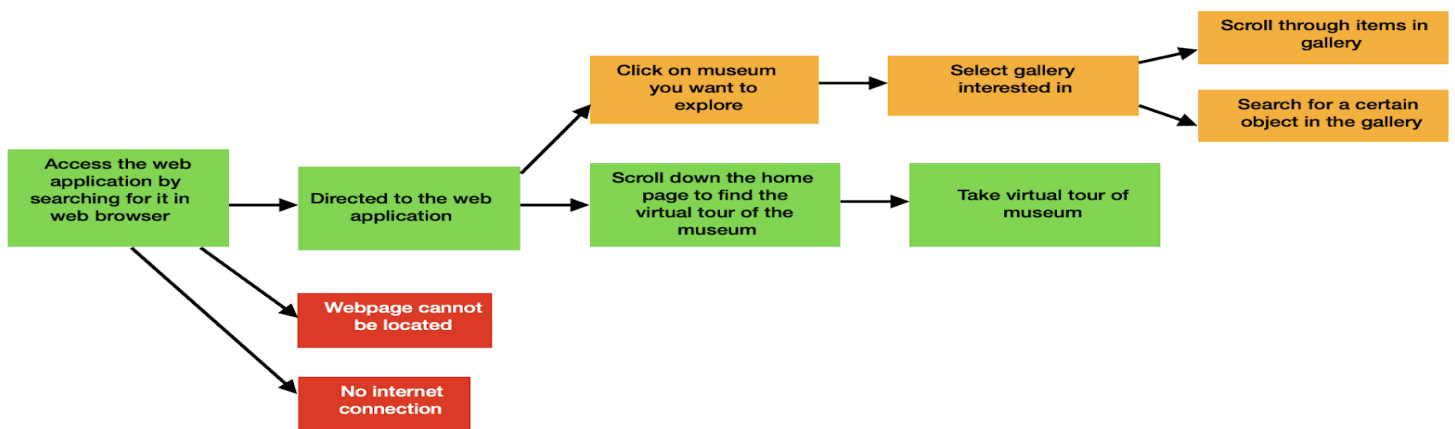 Scroll through items in
gallery
Click on museum
you want to
explore
Select gallery
interested in
Search for a certain
object in the gallery
Access the web
application by
searching for it in
web browser
Directed to the web
application
Scroll down the home
page to find the
virtual tour of the
museum
Take virtual tour of
museum
Webpage cannot
be located
No internet
connection